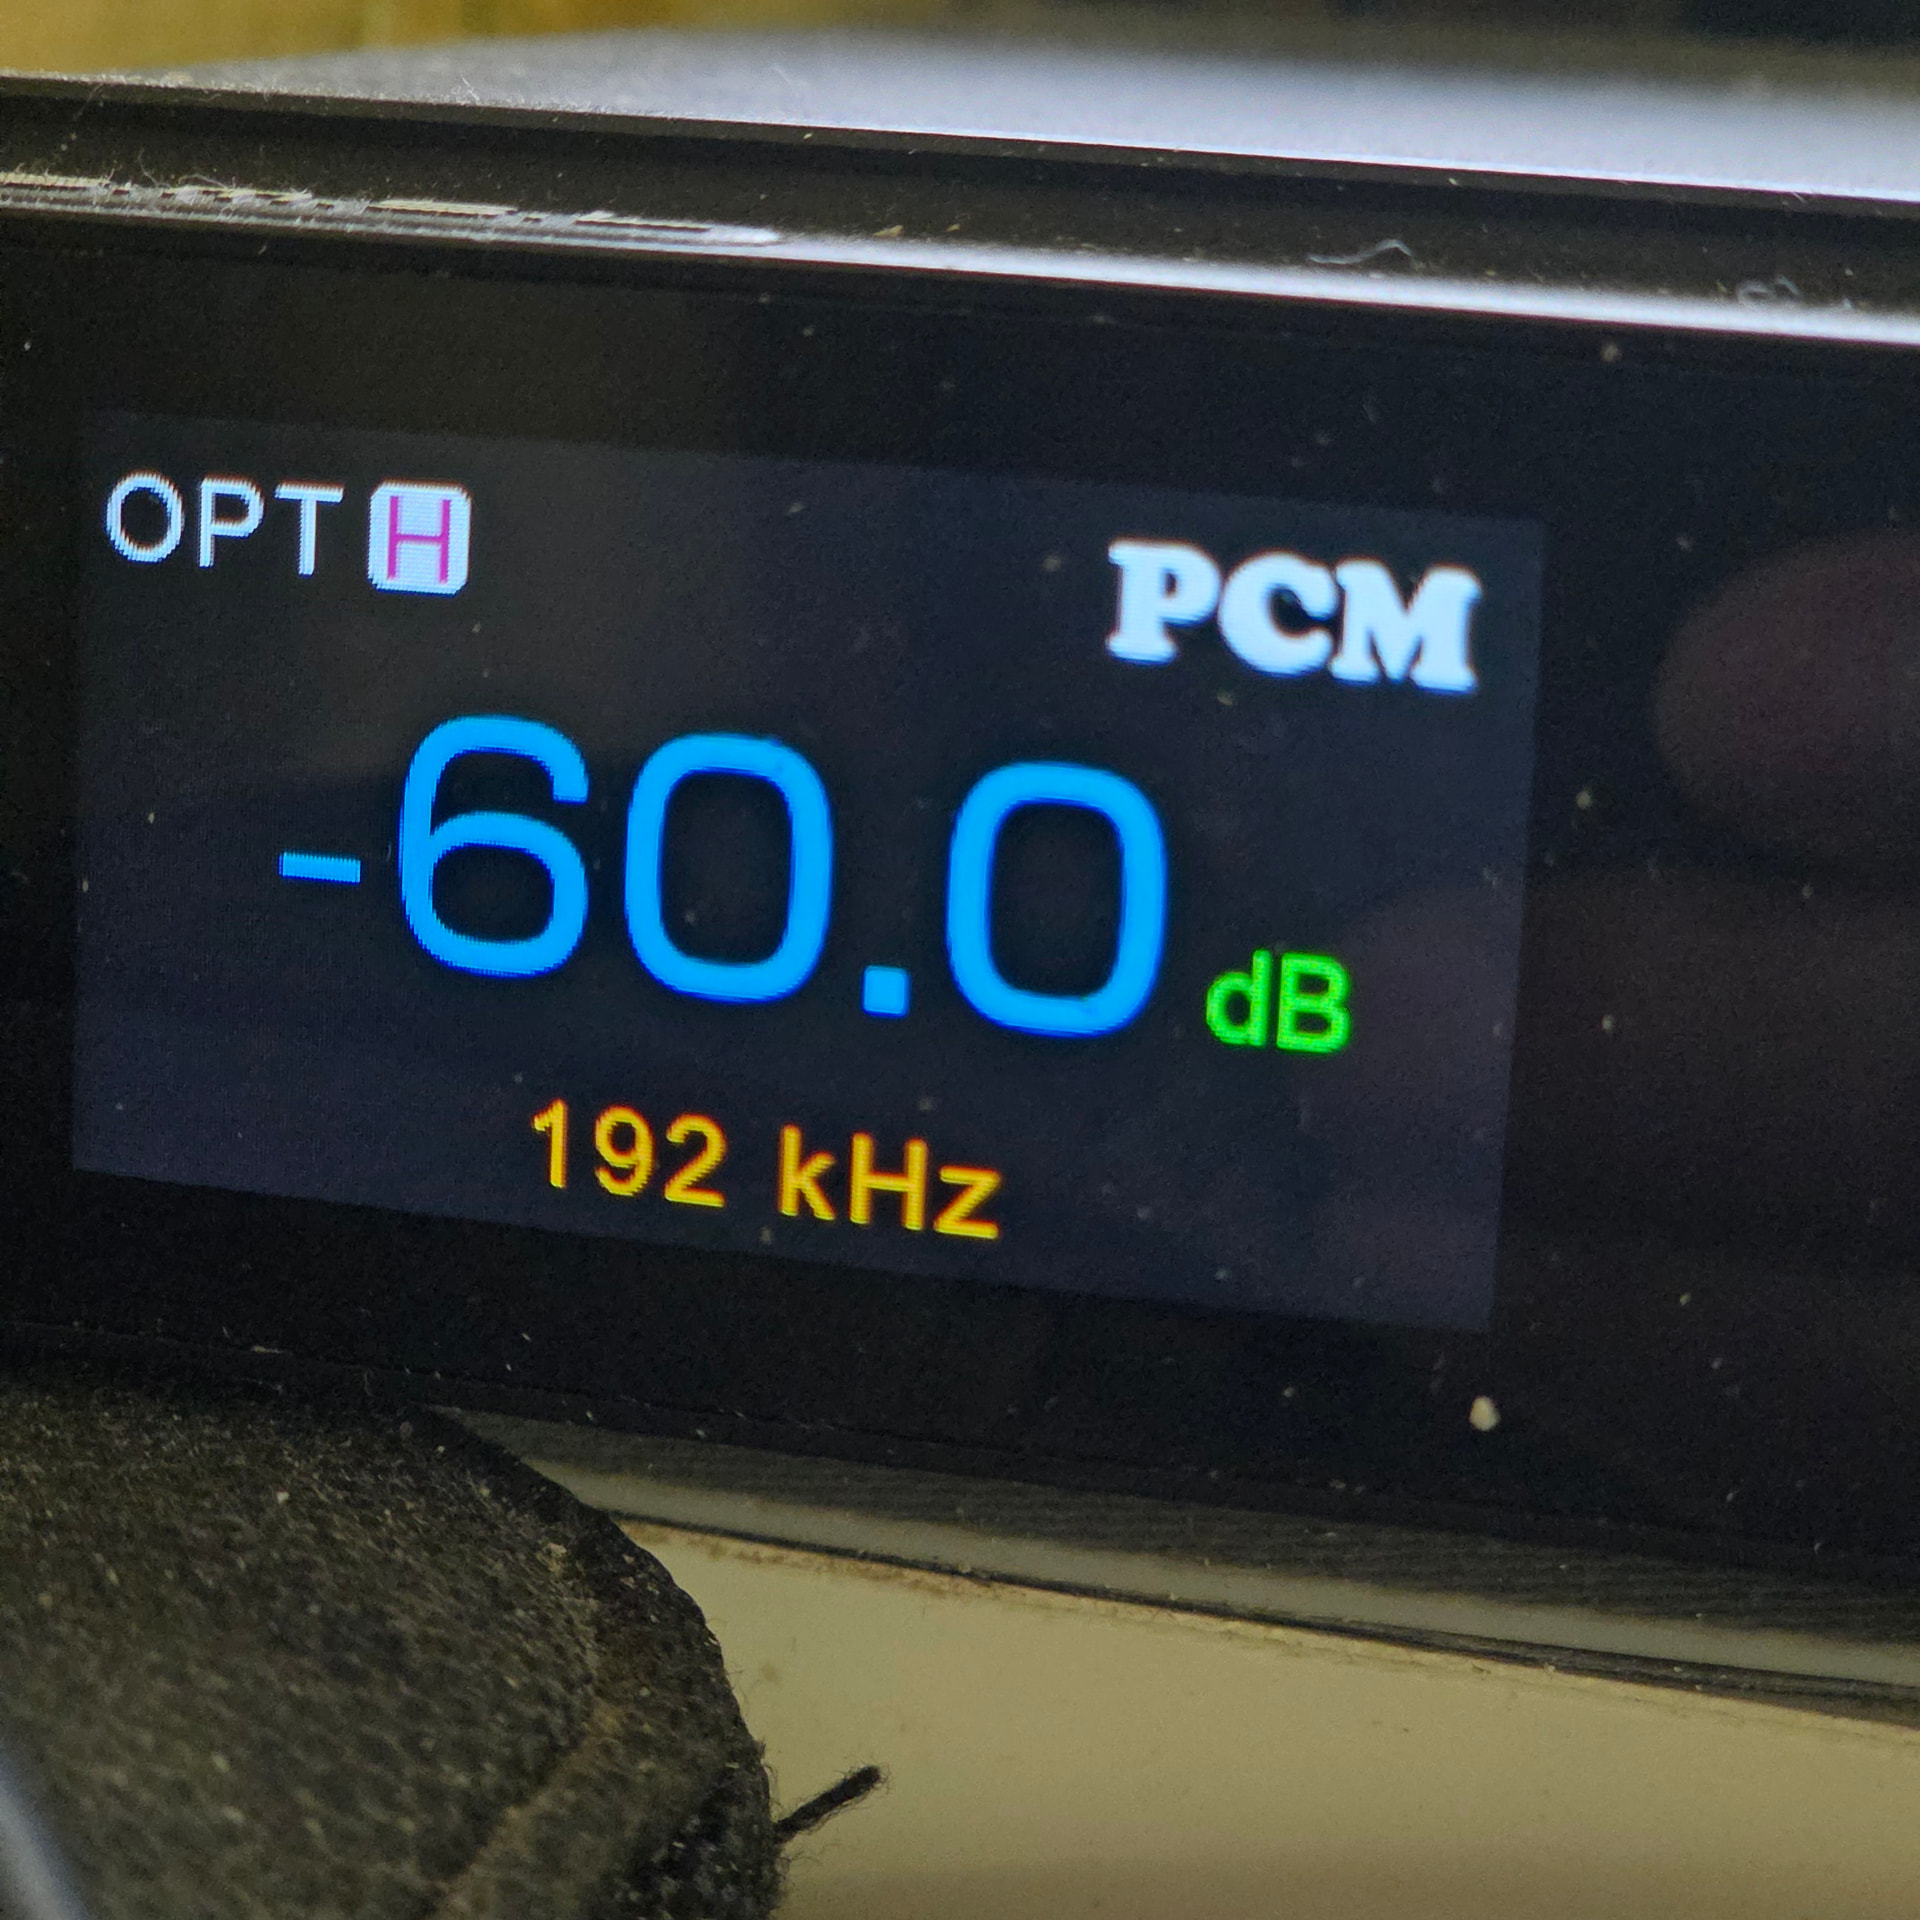 OPT H
PCM
-60.0 dB
192 kHz